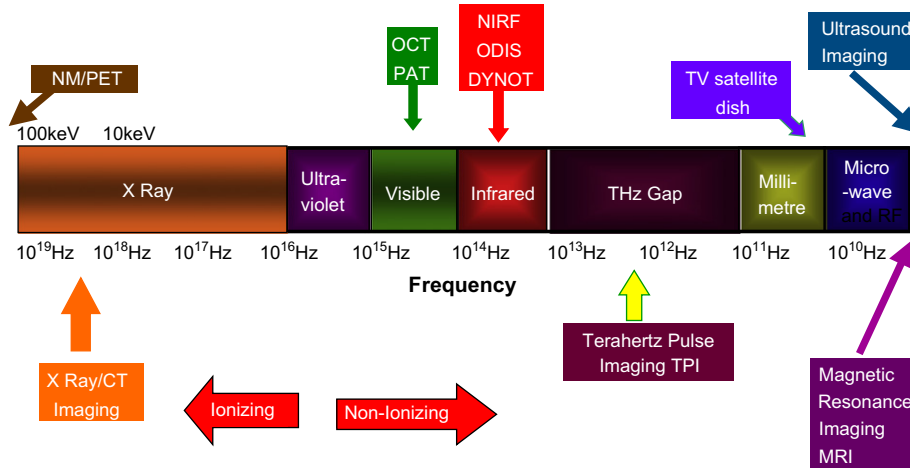 NIRF
ODIS
DYNOT
OCT
PAT
Ultrasound
Imaging
NM/PET
TV satellite
dish
100keV 10keV
X Ray
Ultra-
violet
Visible
Infrared
THz Gap
Milli-
metre
Micro
-wave
and RF
10¹⁹Hz 10¹⁸Hz 10¹⁷Hz 10¹⁶Hz 10¹⁵Hz 10¹⁴Hz 10¹³Hz 10¹²Hz 10¹¹Hz 10¹⁰Hz
Frequency
Terahertz Pulse
Imaging TPI
X Ray/CT
Imaging
Ionizing
Non-Ionizing
Magnetic
Resonance
Imaging
MRI